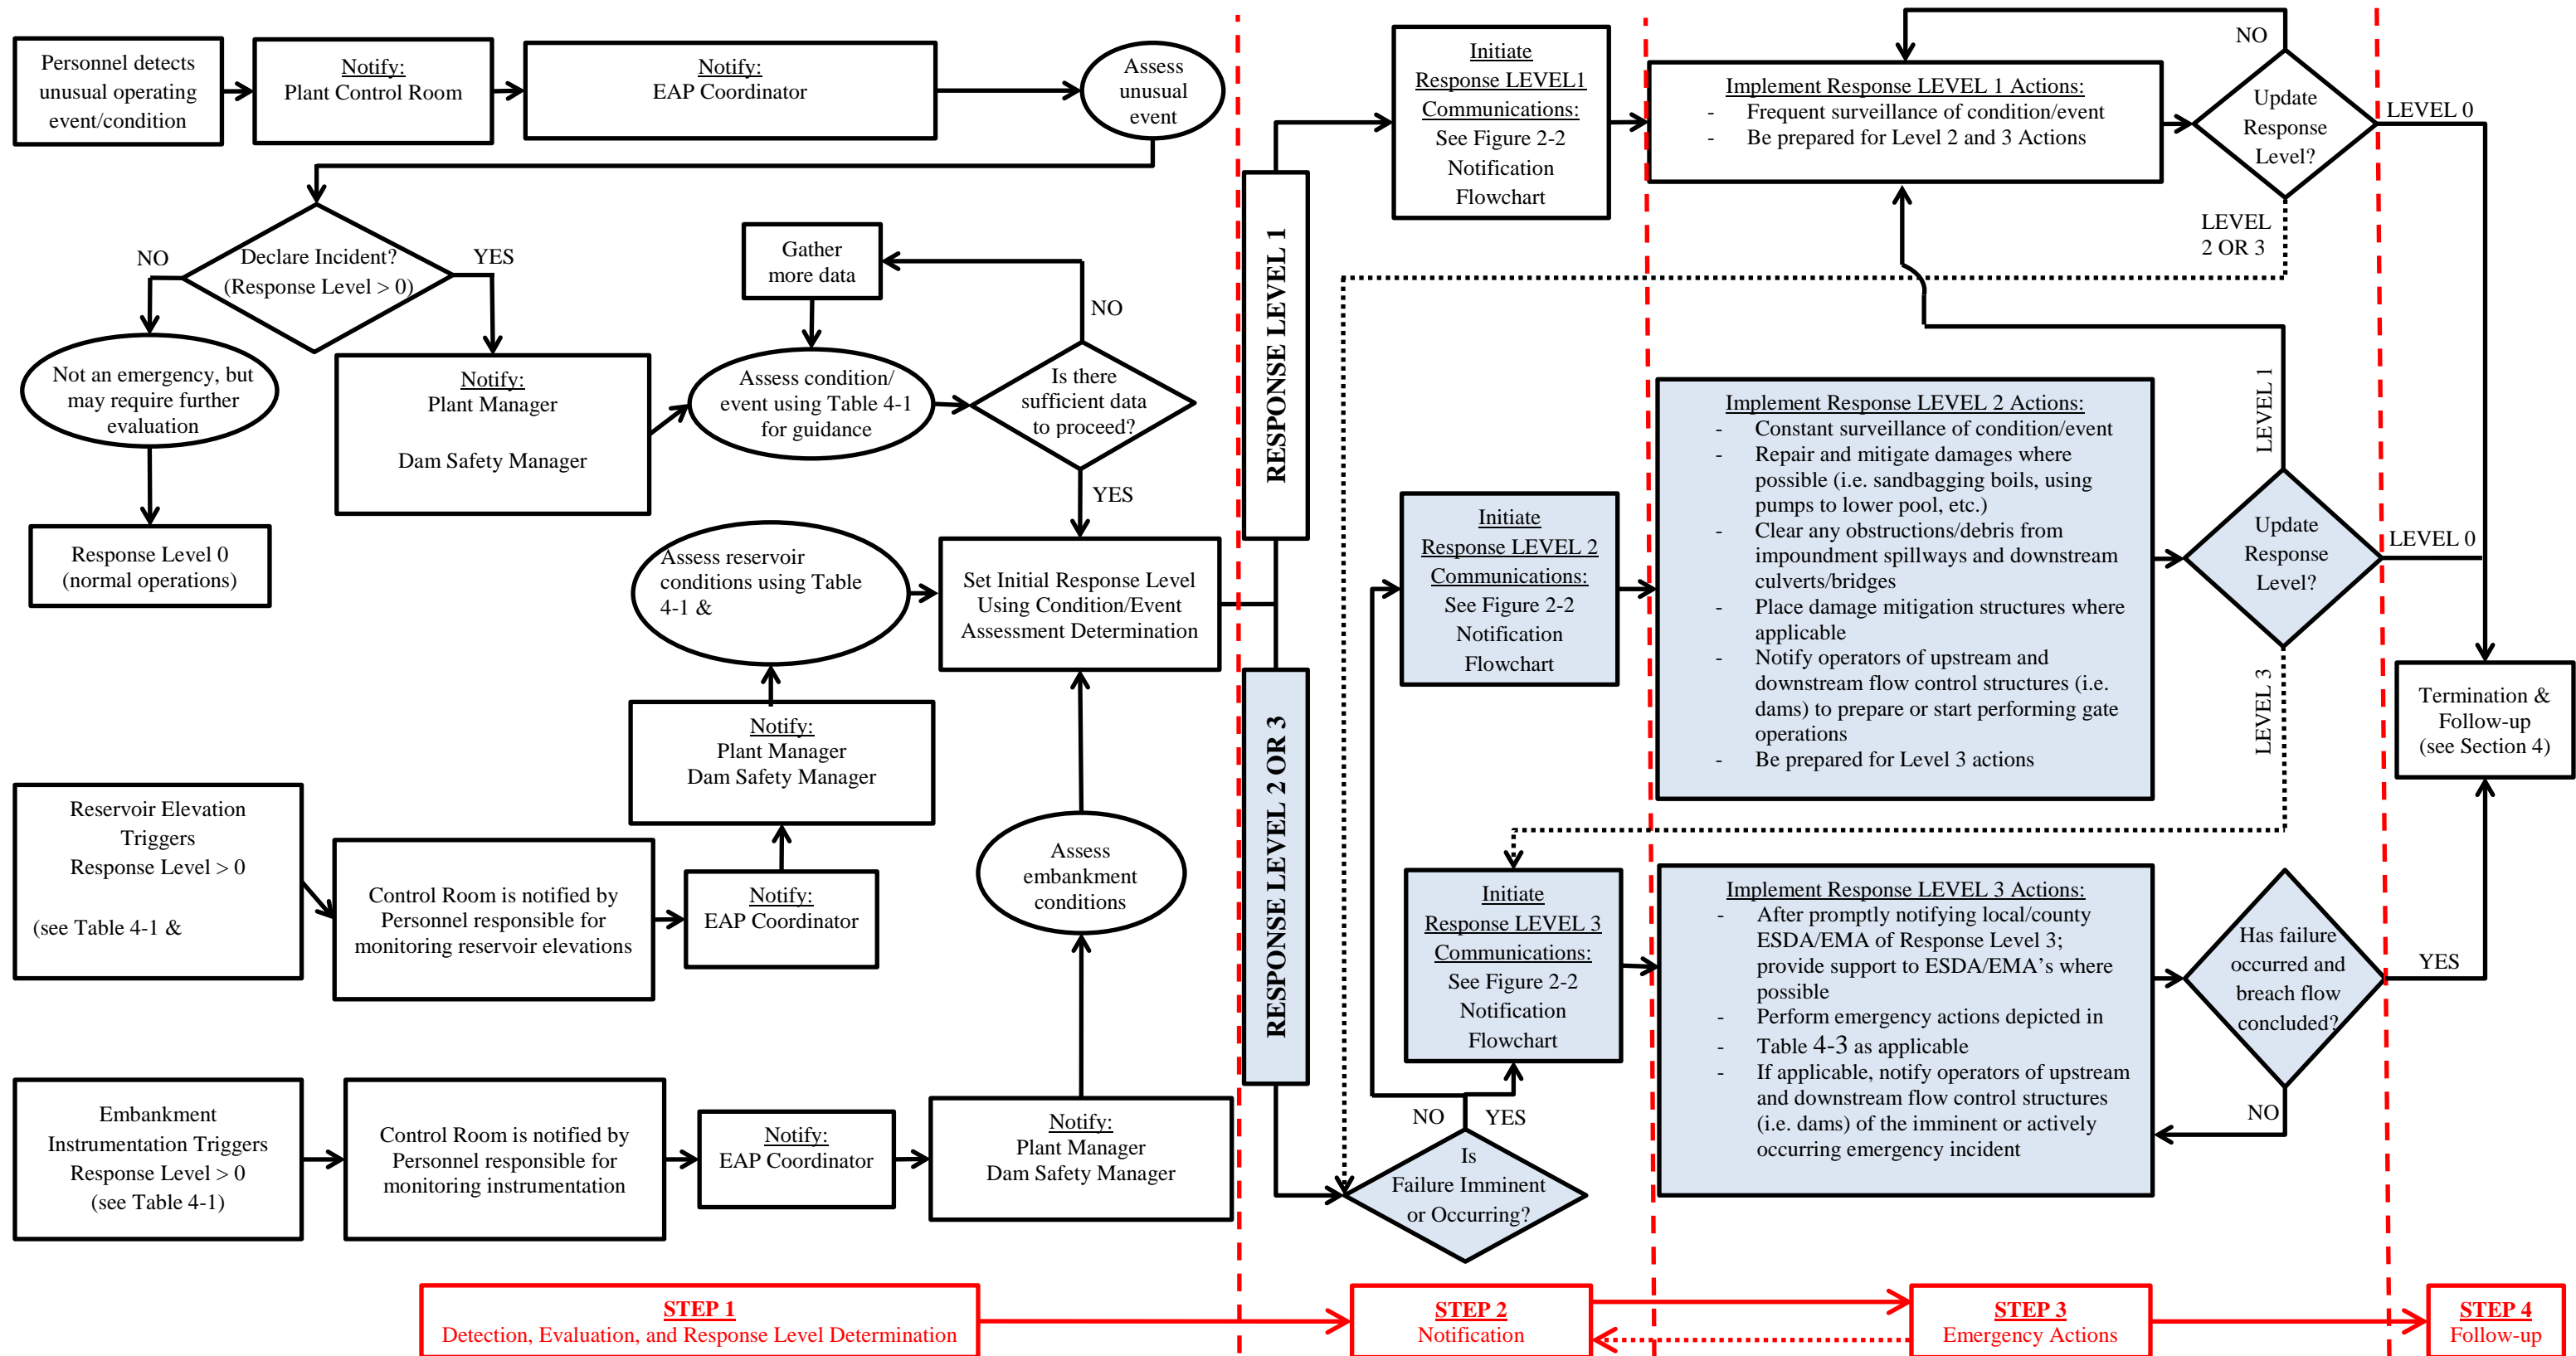 Personnel detects
unusual operating
event/condition
Notify:
Plant Control Room
Notify:
EAP Coordinator
Assess
unusual
event
Declare Incident?
(Response Level > 0)
NO
YES
Not an emergency, but
may require further
evaluation
Response Level 0
(normal operations)
Notify:
Plant Manager
Dam Safety Manager
Gather
more data
Assess condition/
event using Table 4-1
for guidance
Is there
sufficient data
to proceed?
NO
YES
Assess reservoir
conditions using Table
4-1 &
Set Initial Response Level
Using Condition/Event
Assessment Determination
Notify:
Plant Manager
Dam Safety Manager
Reservoir Elevation
Triggers
Response Level > 0
(see Table 4-1 &
Control Room is notified by
Personnel responsible for
monitoring reservoir elevations
Notify:
EAP Coordinator
Assess
embankment
conditions
Embankment
Instrumentation Triggers
Response Level > 0
(see Table 4-1)
Control Room is notified by
Personnel responsible for
monitoring instrumentation
Notify:
EAP Coordinator
Notify:
Plant Manager
Dam Safety Manager
RESPONSE LEVEL 1
RESPONSE LEVEL 2 OR 3
Initiate
Response LEVEL1
Communications:
See Figure 2-2
Notification
Flowchart
Implement Response LEVEL 1 Actions:
- Frequent surveillance of condition/event
- Be prepared for Level 2 and 3 Actions
Update
Response
Level?
NO
LEVEL 0
LEVEL
2 OR 3
Initiate
Response LEVEL 2
Communications:
See Figure 2-2
Notification
Flowchart
Implement Response LEVEL 2 Actions:
- Constant surveillance of condition/event
- Repair and mitigate damages where
possible (i.e. sandbagging boils, using
pumps to lower pool, etc.)
- Clear any obstructions/debris from
impoundment spillways and downstream
culverts/bridges
- Place damage mitigation structures where
applicable
- Notify operators of upstream and
downstream flow control structures (i.e.
dams) to prepare or start performing gate
operations
- Be prepared for Level 3 actions
LEVEL 1
Update
Response
Level?
LEVEL 0
LEVEL 3
Termination &
Follow-up
(see Section 4)
Initiate
Response LEVEL 3
Communications:
See Figure 2-2
Notification
Flowchart
Implement Response LEVEL 3 Actions:
- After promptly notifying local/county
ESDA/EMA of Response Level 3;
provide support to ESDA/EMA’s where
possible
- Perform emergency actions depicted in
- Table 4-3 as applicable
- If applicable, notify operators of upstream
and downstream flow control structures
(i.e. dams) of the imminent or actively
occurring emergency incident
Has failure
occurred and
breach flow
concluded?
YES
NO
NO
YES
Is
Failure Imminent
or Occurring?
STEP 1
Detection, Evaluation, and Response Level Determination
STEP 2
Notification
STEP 3
Emergency Actions
STEP 4
Follow-up